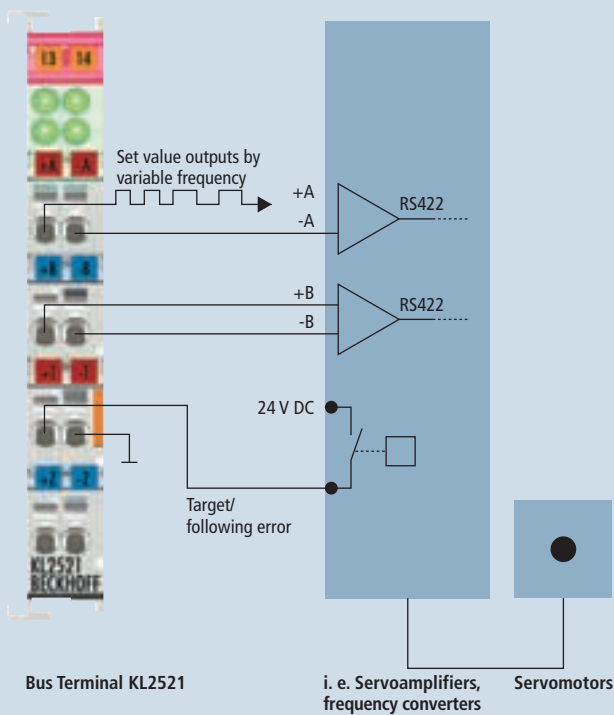 13 14
+A -A
Set value outputs by
variable frequency
+A
-A
RS422
+B -B
+B
-B
RS422
+T -T
24 V DC
Target/
following error
+Z -Z
KL2521
BECKHOFF
Bus Terminal KL2521
i. e. Servoamplifiers,
frequency converters
Servomotors